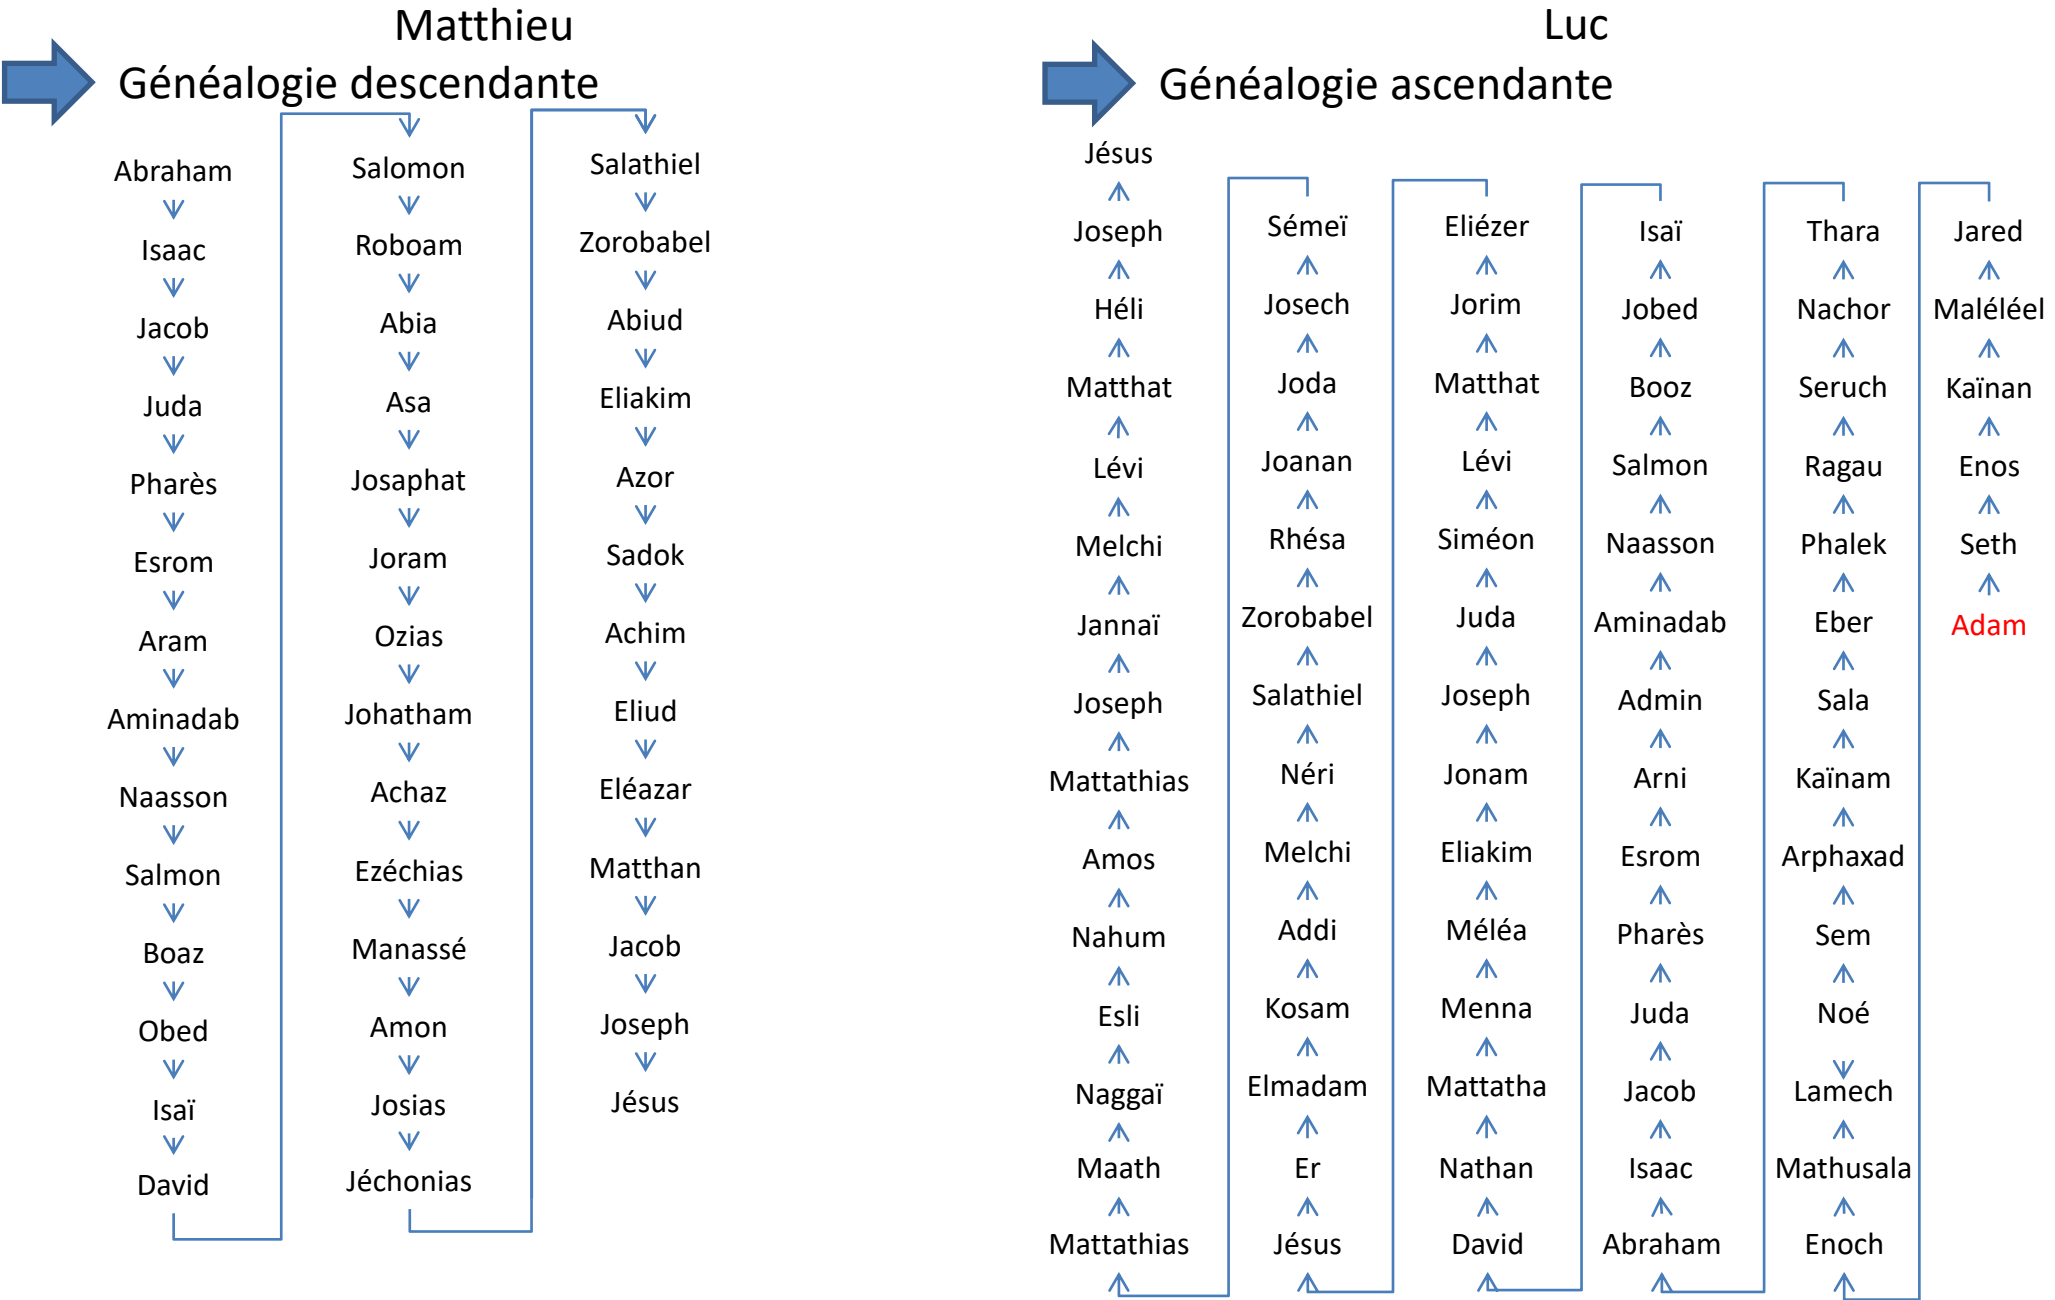 Matthieu
Généalogie descendante
Abraham
Isaac
Jacob
Juda
Pharès
Esrom
Aram
Aminadab
Naasson
Salmon
Boaz
Obed
Isaï
David
Salomon
Roboam
Abia
Asa
Josaphat
Joram
Ozias
Johatham
Achaz
Ezéchias
Manassé
Amon
Josias
Jéchonias
Salathiel
Zorobabel
Abiud
Eliakim
Azor
Sadok
Achim
Eliud
Eléazar
Matthan
Jacob
Joseph
Jésus
Luc
Généalogie ascendante
Jésus
Joseph
Héli
Matthat
Lévi
Melchi
Jannaï
Joseph
Mattathias
Amos
Nahum
Esli
Naggaï
Maath
Mattathias
Sémeï
Josech
Joda
Joanan
Rhésa
Zorobabel
Salathiel
Néri
Melchi
Addi
Kosam
Elmadam
Er
Jésus
Eliézer
Jorim
Matthat
Lévi
Siméon
Juda
Joseph
Jonam
Eliakim
Méléa
Menna
Mattatha
Nathan
David
Isaï
Jobed
Booz
Salmon
Naasson
Aminadab
Admin
Arni
Esrom
Pharès
Juda
Jacob
Isaac
Abraham
Thara
Nachor
Seruch
Ragau
Phalek
Eber
Sala
Kaïnam
Arphaxad
Sem
Noé
Lamech
Mathusala
Enoch
Jared
Maléléel
Kaïnan
Enos
Seth
Adam